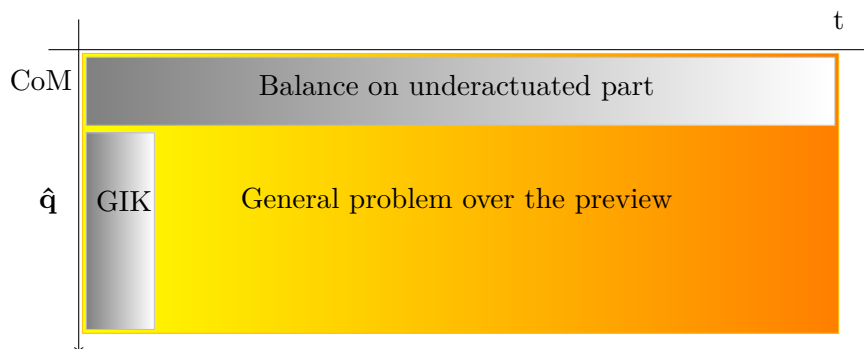 t
CoM
Balance on underactuated part
q̂
GIK
General problem over the preview